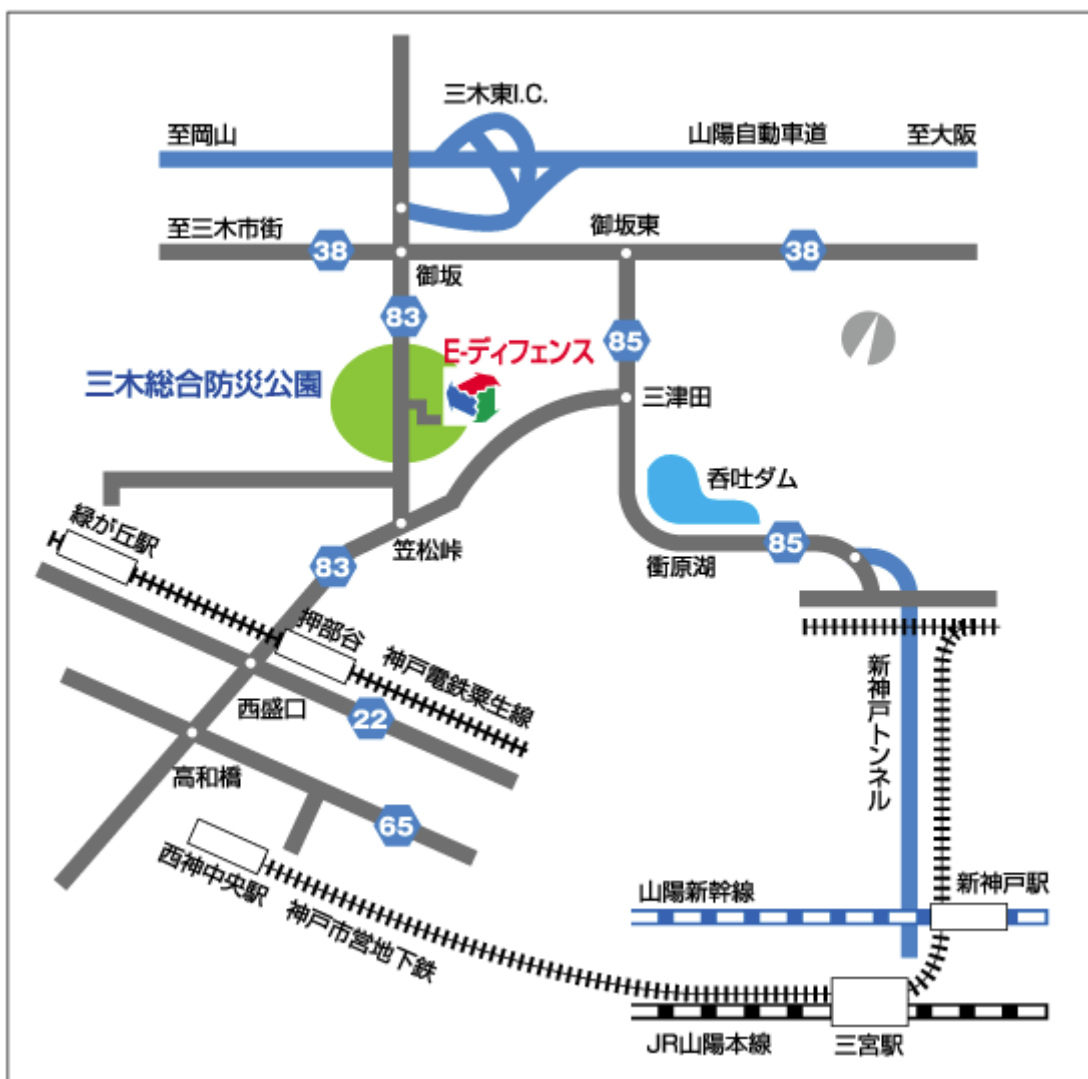 三木東I.C.
至岡山
山陽自動車道
至大阪
至三木市街
御坂東
38
38
御坂
83
85
E-ディフェンス
三木総合防災公園
三津田
呑吐ダム
緑が丘駅
笠松峠
衝原湖
85
83
押部谷
神戸電鉄粟生線
新神戸トンネル
西盛口
22
高和橋
65
西神中央駅
神戸市営地下鉄
山陽新幹線
新神戸駅
JR山陽本線
三宮駅